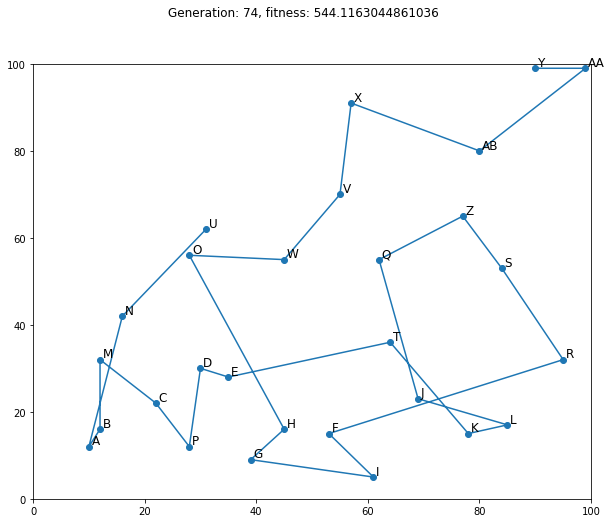 Generation: 74, fitness: 544.1163044861036
100
Y
AA
X
80
AB
V
Z
U
60
O
W
Q
S
N
40
T
M
R
D
E
C
J
20
B
H
L
F
K
A
P
G
I
0
0
20
40
60
80
100